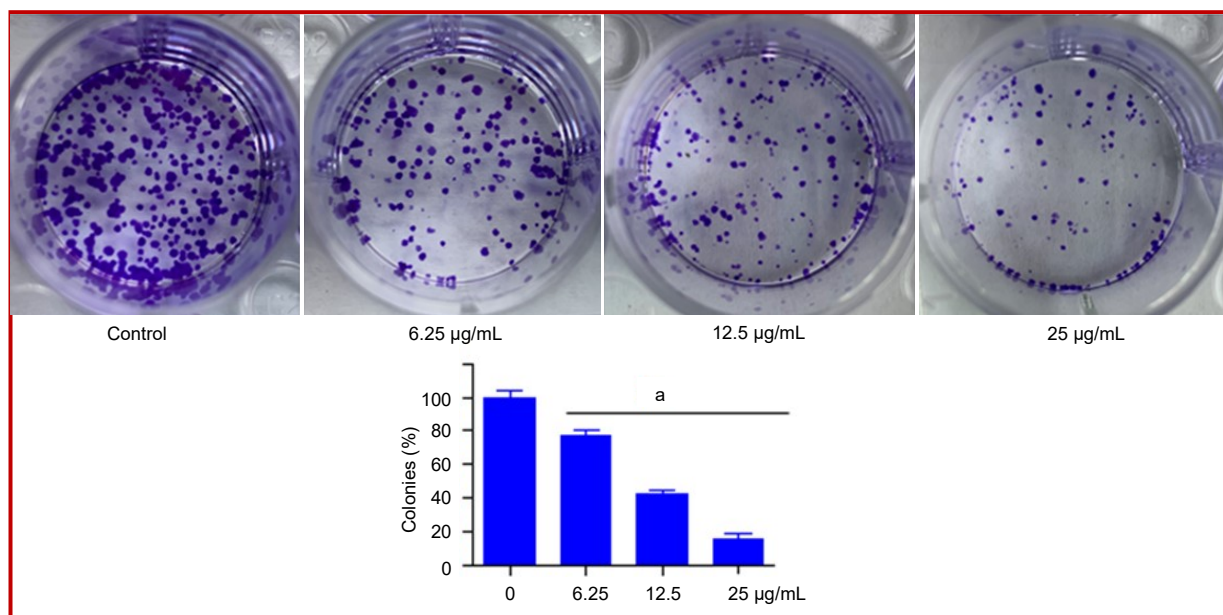 Control
6.25 µg/mL
12.5 µg/mL
25 µg/mL
a
100
80
60
40
20
0
Colonies (%)
0
6.25
12.5
25 µg/mL